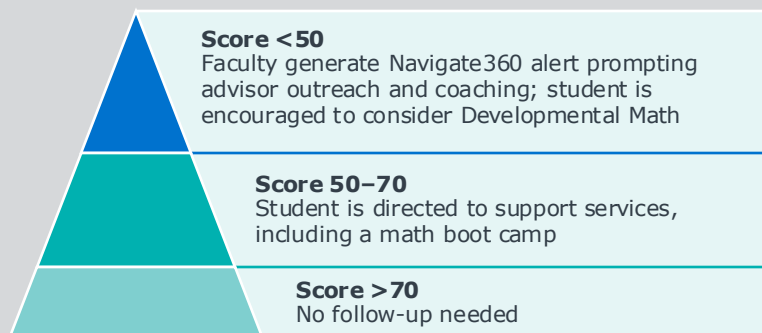 Score <50
Faculty generate Navigate360 alert prompting
advisor outreach and coaching; student is
encouraged to consider Developmental Math
Score 50–70
Student is directed to support services,
including a math boot camp
Score >70
No follow-up needed